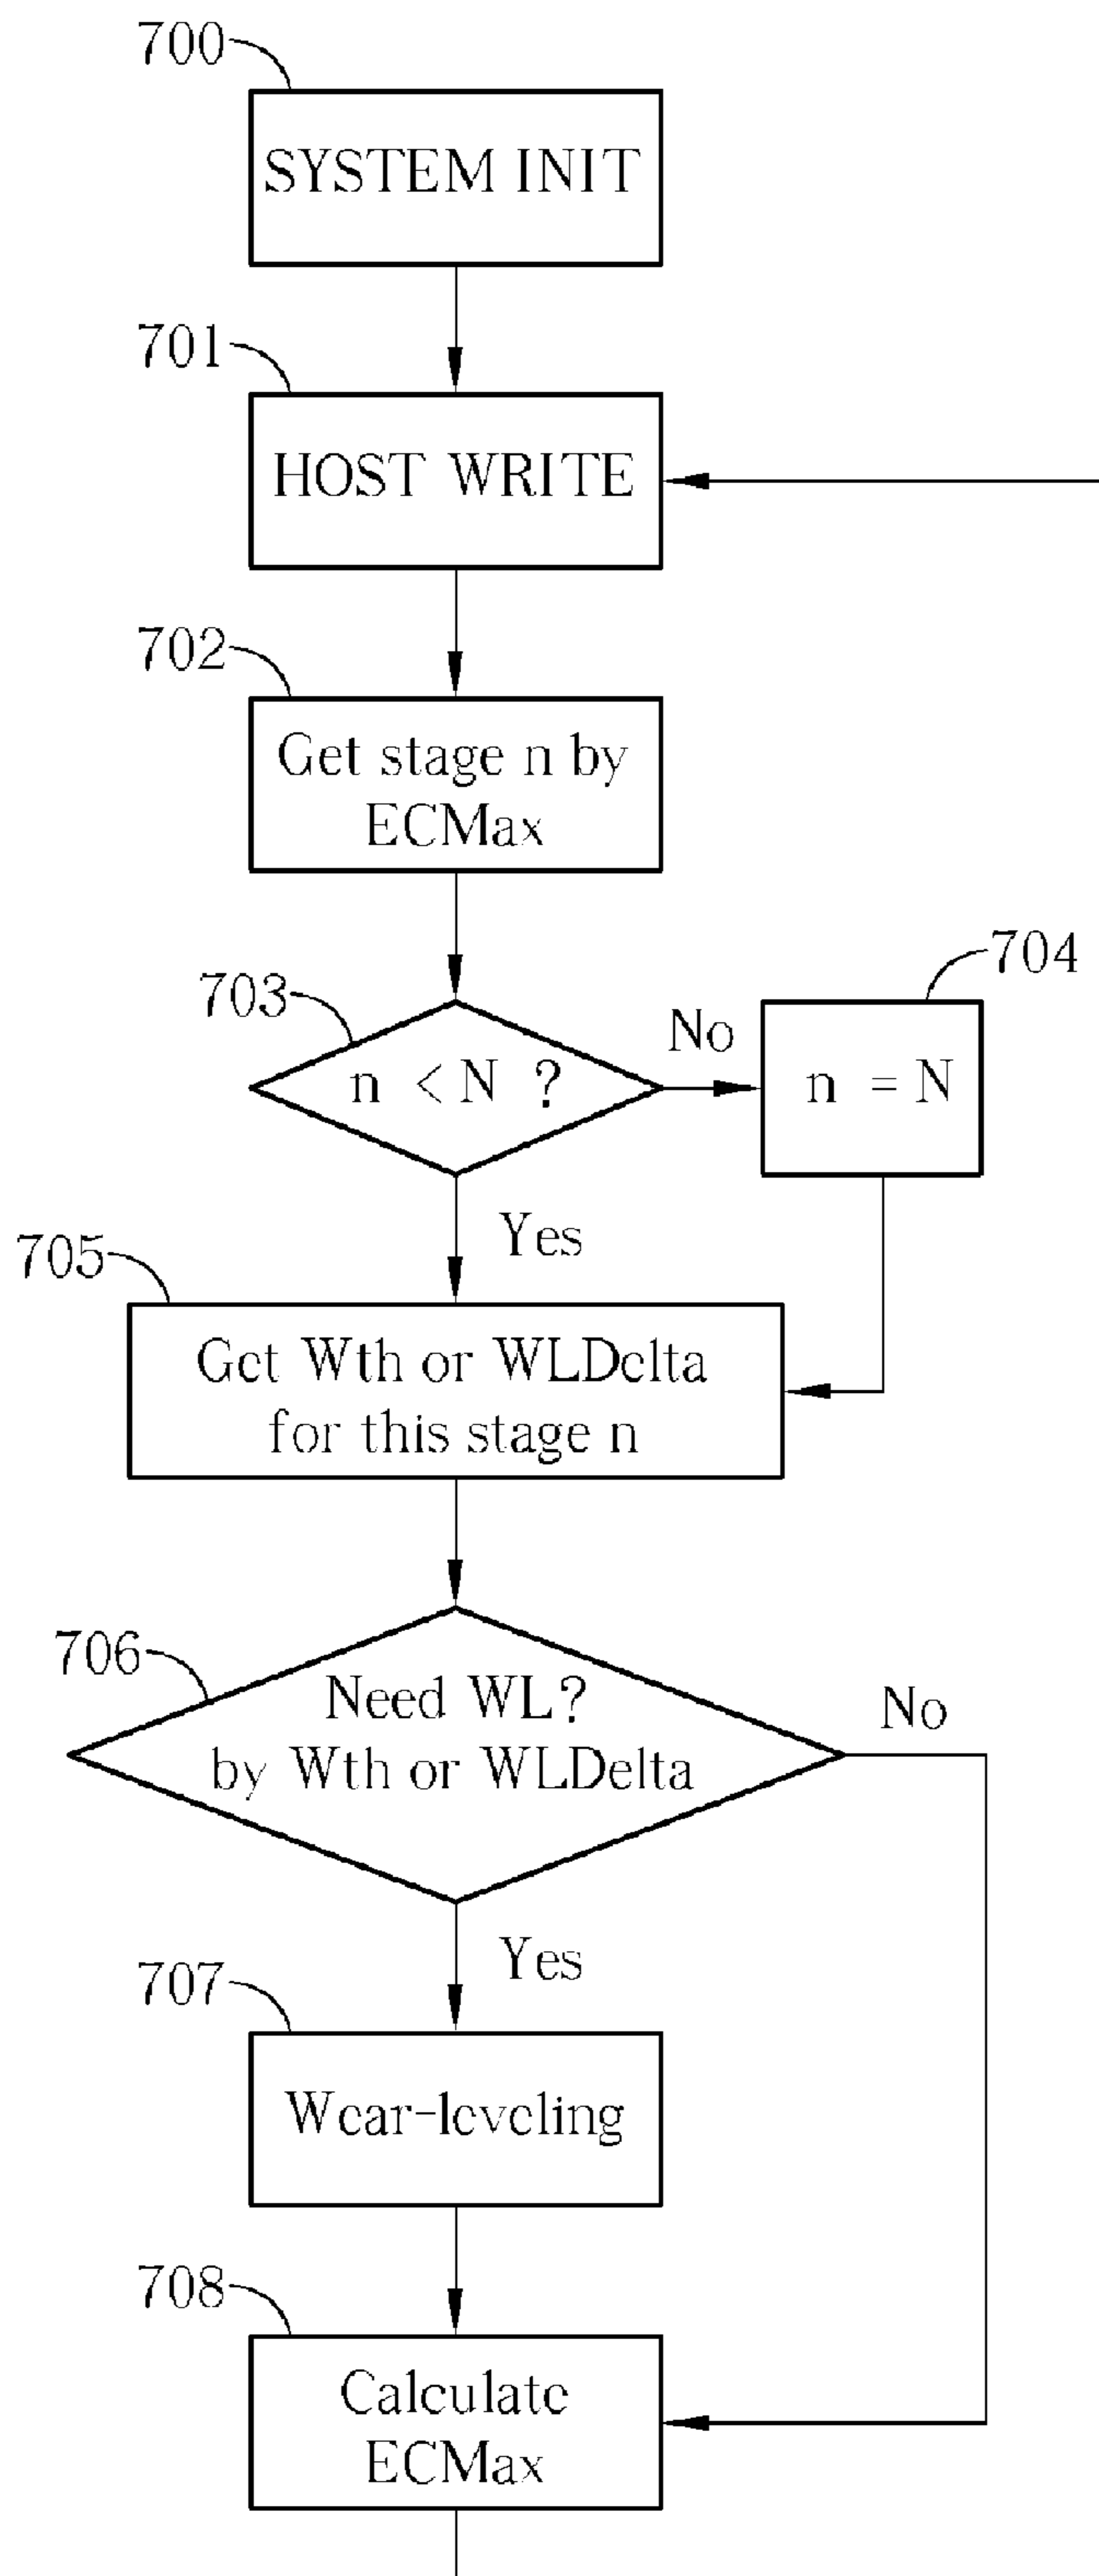 700
SYSTEM INIT
701
HOST WRITE
702
Get stage n by
ECMax
703
n < N ?
No
704
n = N
Yes
705
Get Wth or WLDelta
for this stage n
706
Need WL?
by Wth or WLDelta
No
Yes
707
Wear-leveling
708
Calculate
ECMax